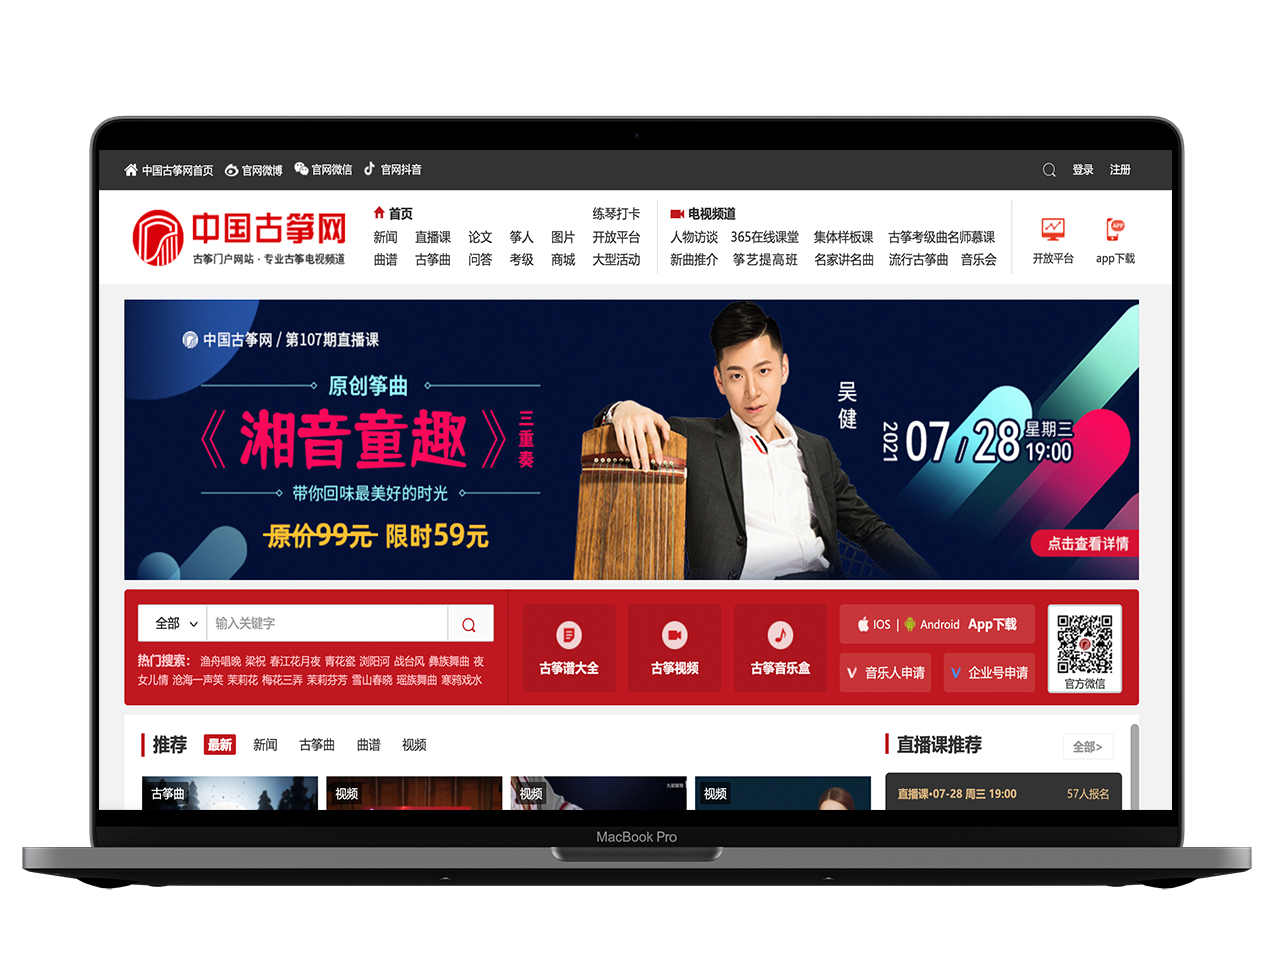 中国古筝网首页 官网微博 官网微信 官网抖音 登录 注册
中国古筝网
古筝门户网站·专业古筝电视频道
首页 练琴打卡
新闻 直播课 论文 筝人 图片 开放平台
曲谱 古筝曲 问答 考级 商城 大型活动
电视频道
人物访谈 365在线课堂 集体样板课 古筝考级曲名师慕课
新曲推介 筝艺提高班 名家讲名曲 流行古筝曲 音乐会
开放平台 app下载
APP
中国古筝网 / 第107期直播课
原创筝曲
《湘音童趣》三重奏
带你回味最美好的时光
原价99元 限时59元
吴健
2021 07/28 星期三
19:00
点击查看详情
全部 输入关键字
热门搜索： 渔舟唱晚 梁祝 春江花月夜 青花瓷 浏阳河 战台风 彝族舞曲 夜
女儿情 沧海一声笑 茉莉花 梅花三弄 茉莉芬芳 雪山春晓 瑶族舞曲 寒鸦戏水
古筝谱大全 古筝视频 古筝音乐盒
IOS | Android App下载
音乐人申请 企业号申请
官方微信
推荐 最新 新闻 古筝曲 曲谱 视频
直播课推荐 全部>
古筝曲 视频 视频 视频
直播课•07-28 周三 19:00 57人报名
MacBook Pro